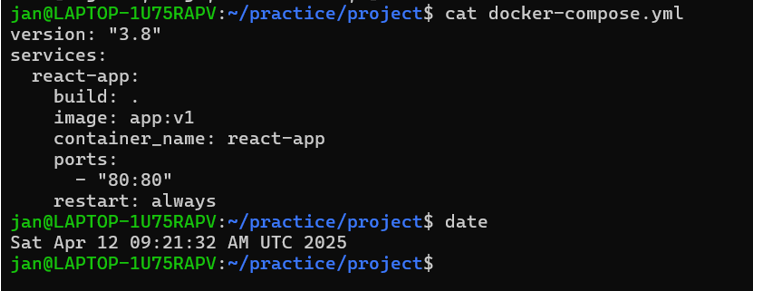 jan@LAPTOP-1U75RAPV:~/practice/project$ cat docker-compose.yml
version: "3.8"
services:
  react-app:
    build: .
    image: app:v1
    container_name: react-app
    ports:
      - "80:80"
    restart: always
jan@LAPTOP-1U75RAPV:~/practice/project$ date
Sat Apr 12 09:21:32 AM UTC 2025
jan@LAPTOP-1U75RAPV:~/practice/project$